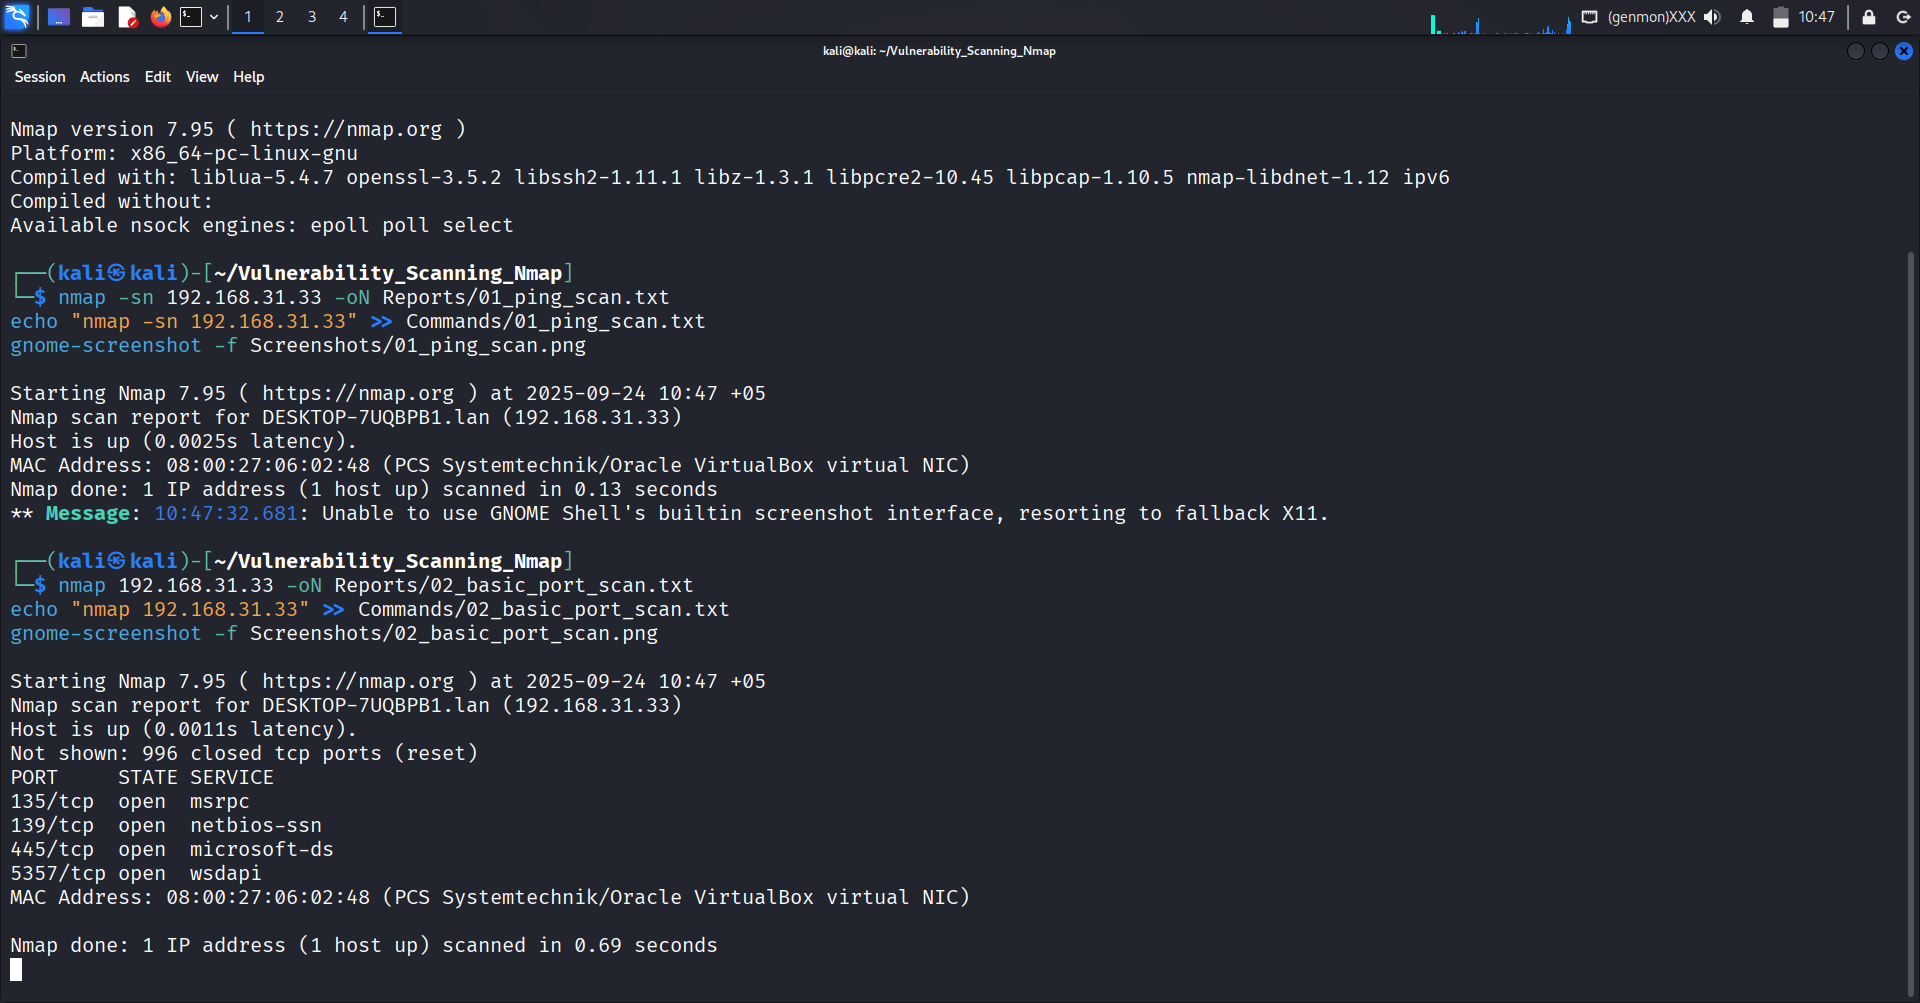 1 2 3 4 (genmon)XXX 10:47
kali@kali: ~/Vulnerability_Scanning_Nmap
Session Actions Edit View Help
Nmap version 7.95 ( https://nmap.org )
Platform: x86_64-pc-linux-gnu
Compiled with: liblua-5.4.7 openssl-3.5.2 libssh2-1.11.1 libz-1.3.1 libpcre2-10.45 libpcap-1.10.5 nmap-libdnet-1.12 ipv6
Compiled without:
Available nsock engines: epoll poll select
┌──(kali㉿kali)-[~/Vulnerability_Scanning_Nmap]
└─$ nmap -sn 192.168.31.33 -oN Reports/01_ping_scan.txt
echo "nmap -sn 192.168.31.33" >> Commands/01_ping_scan.txt
gnome-screenshot -f Screenshots/01_ping_scan.png
Starting Nmap 7.95 ( https://nmap.org ) at 2025-09-24 10:47 +05
Nmap scan report for DESKTOP-7UQBPB1.lan (192.168.31.33)
Host is up (0.0025s latency).
MAC Address: 08:00:27:06:02:48 (PCS Systemtechnik/Oracle VirtualBox virtual NIC)
Nmap done: 1 IP address (1 host up) scanned in 0.13 seconds
** Message: 10:47:32.681: Unable to use GNOME Shell's builtin screenshot interface, resorting to fallback X11.
┌──(kali㉿kali)-[~/Vulnerability_Scanning_Nmap]
└─$ nmap 192.168.31.33 -oN Reports/02_basic_port_scan.txt
echo "nmap 192.168.31.33" >> Commands/02_basic_port_scan.txt
gnome-screenshot -f Screenshots/02_basic_port_scan.png
Starting Nmap 7.95 ( https://nmap.org ) at 2025-09-24 10:47 +05
Nmap scan report for DESKTOP-7UQBPB1.lan (192.168.31.33)
Host is up (0.0011s latency).
Not shown: 996 closed tcp ports (reset)
PORT     STATE SERVICE
135/tcp  open  msrpc
139/tcp  open  netbios-ssn
445/tcp  open  microsoft-ds
5357/tcp open  wsdapi
MAC Address: 08:00:27:06:02:48 (PCS Systemtechnik/Oracle VirtualBox virtual NIC)
Nmap done: 1 IP address (1 host up) scanned in 0.69 seconds